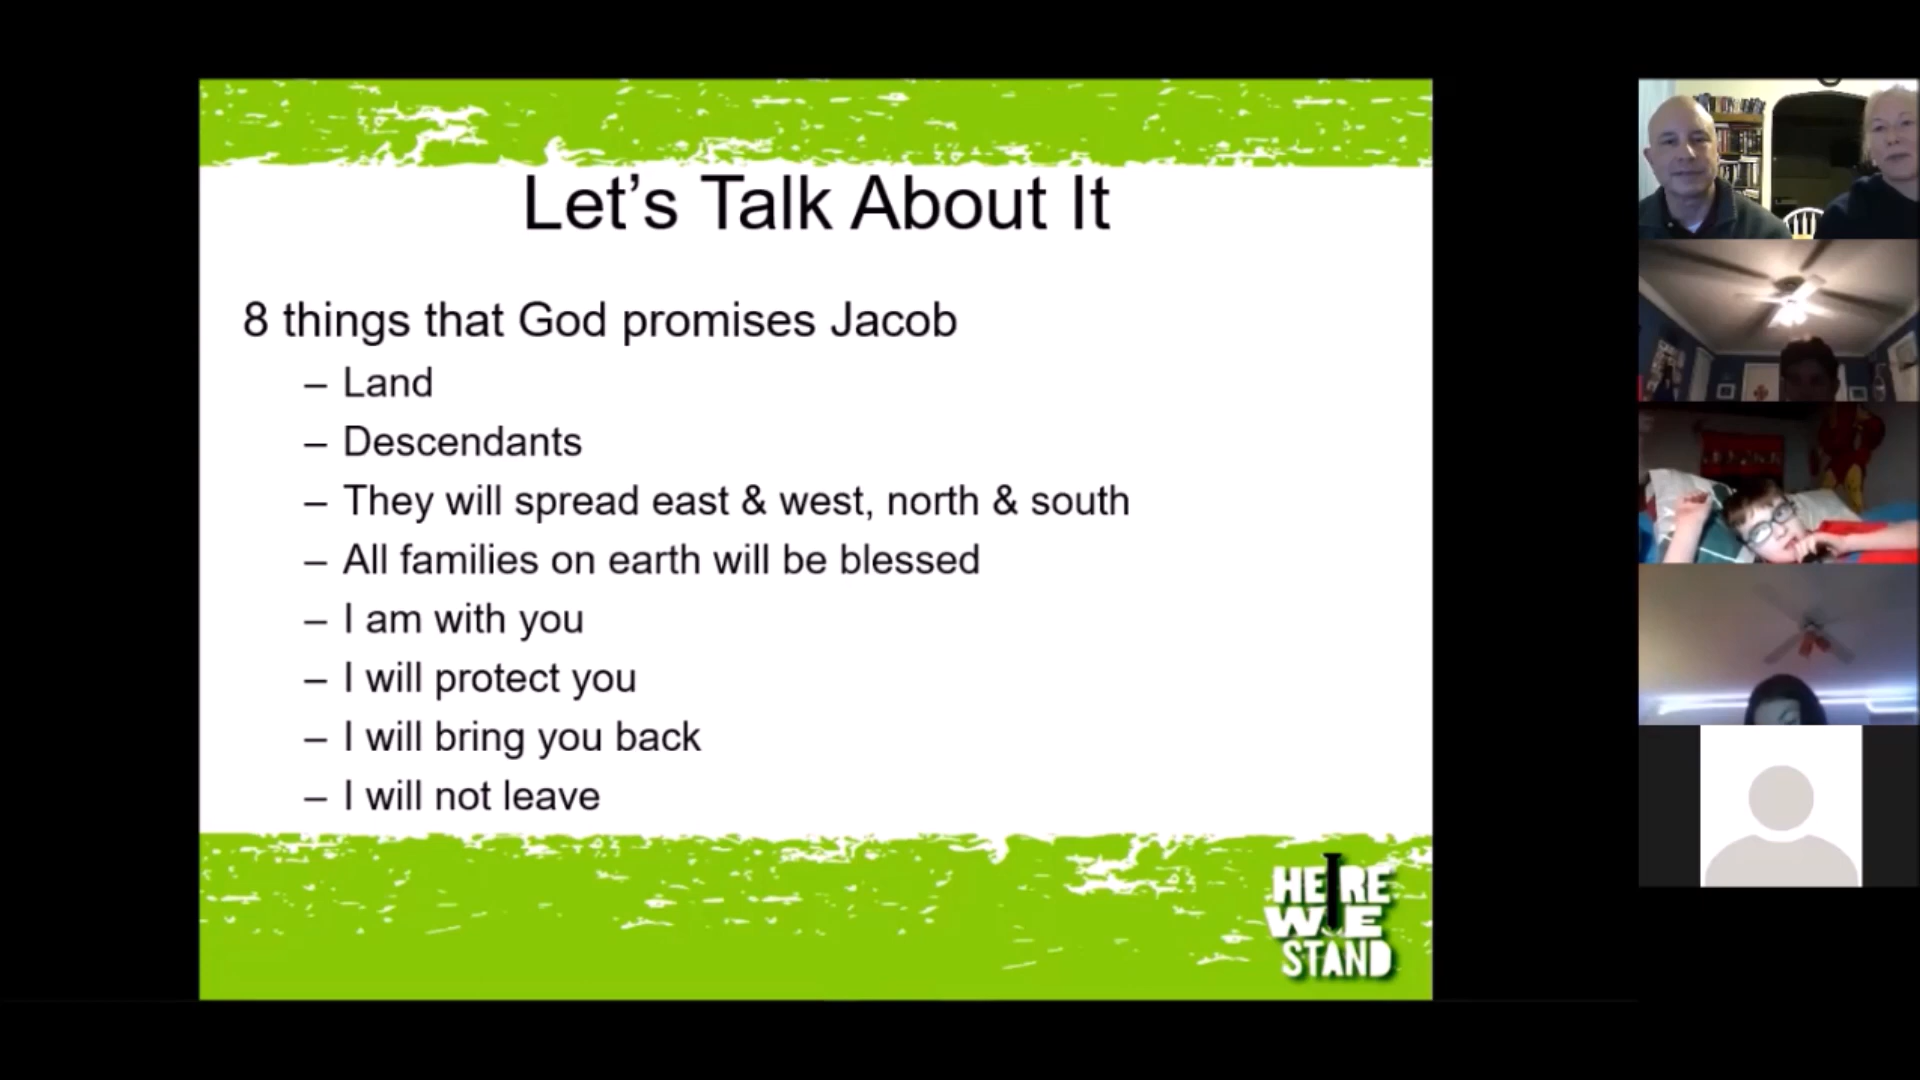 Let's Talk About It
8 things that God promises Jacob
– Land
– Descendants
– They will spread east & west, north & south
– All families on earth will be blessed
– I am with you
– I will protect you
– I will bring you back
– I will not leave
HERE
WE
STAND